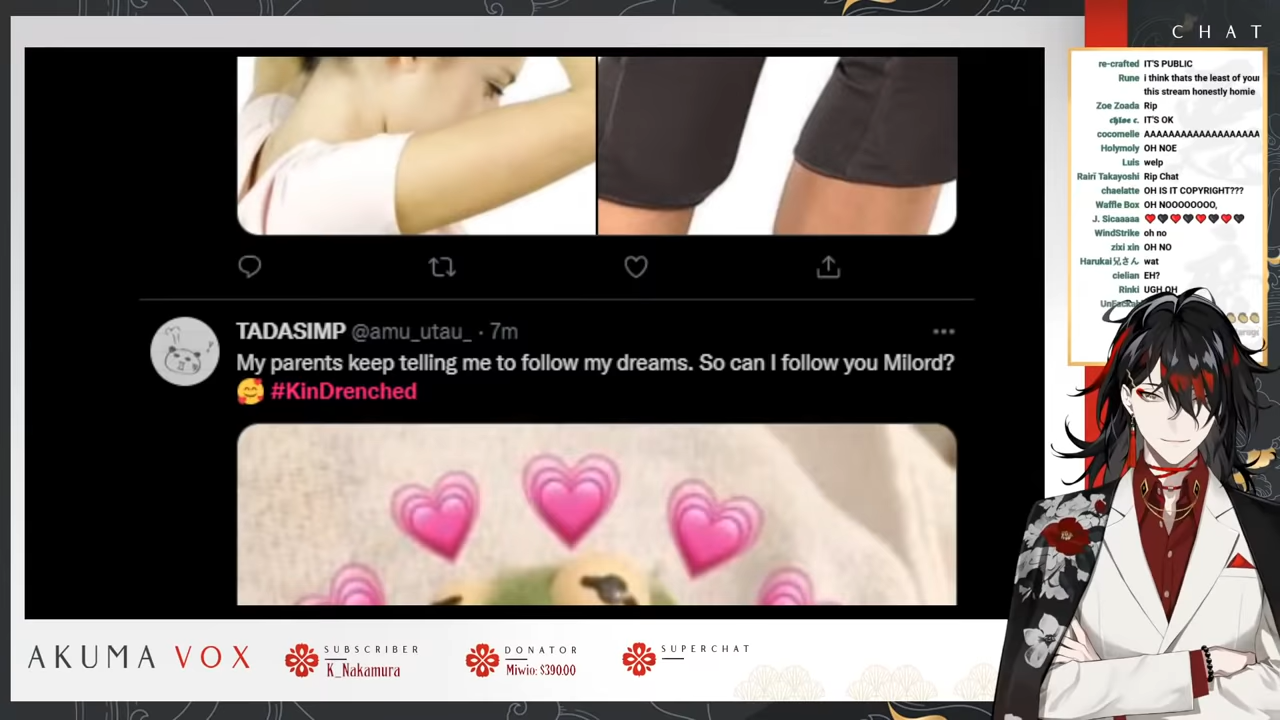 CHAT
re-crafted IT'S PUBLIC
Rune i think thats the least of your
this stream honestly homie
Zoe Zoada Rip
chloe c. IT'S OK
cocomelle AAAAAAAAAAAAAAAAAAA
Holymoly OH NOE
Luis welp
Rairi Takayoshi Rip Chat
chaelatte OH IS IT COPYRIGHT???
Waffle Box OH NOOOOOOOO,
J. Sicaaaaa
WindStrike oh no
zixi xin OH NO
Harukai兄さん wat
cielian EH?
Rinki UGH OH
TADASIMP @amu_utau_ · 7m
My parents keep telling me to follow my dreams. So can I follow you Milord?
#KinDrenched
AKUMA VOX
SUBSCRIBER
K_Nakamura
DONATOR
Miwio: $390.00
SUPERCHAT